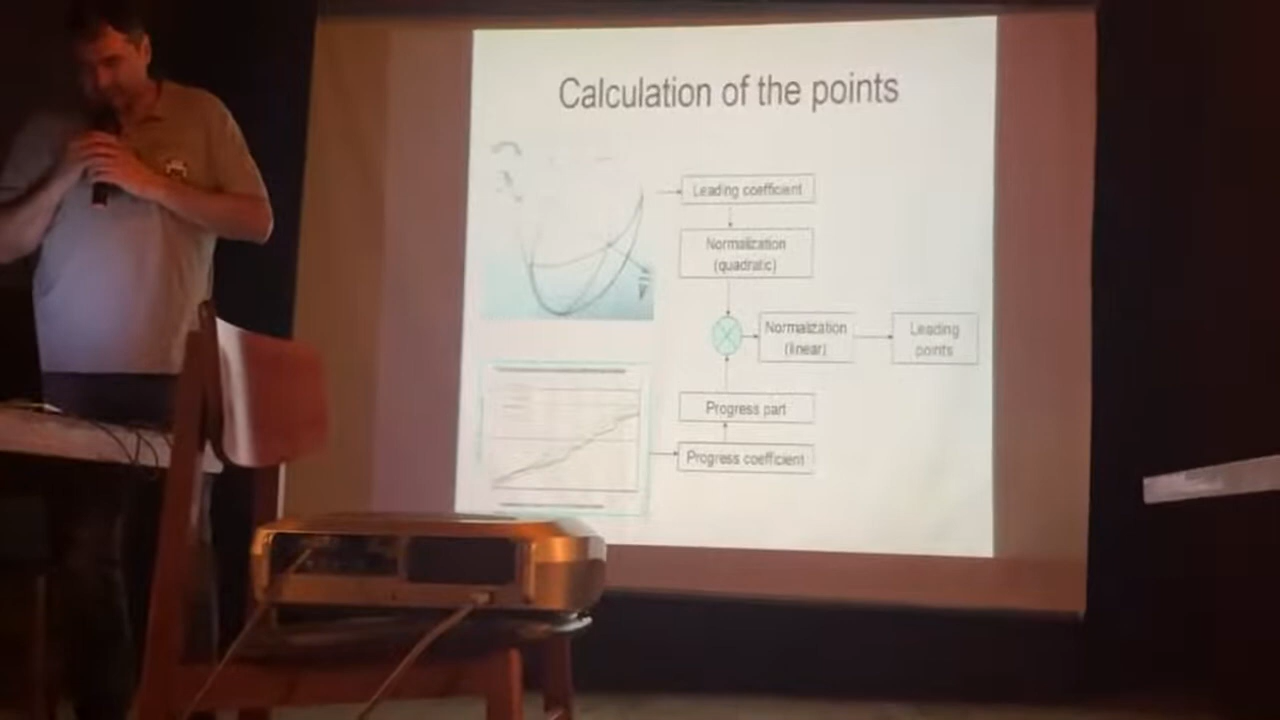 Calculation of the points
Leading coefficient
Normalization
(quadratic)
Normalization
(linear)
Leading
points
Progress part
Progress coefficient